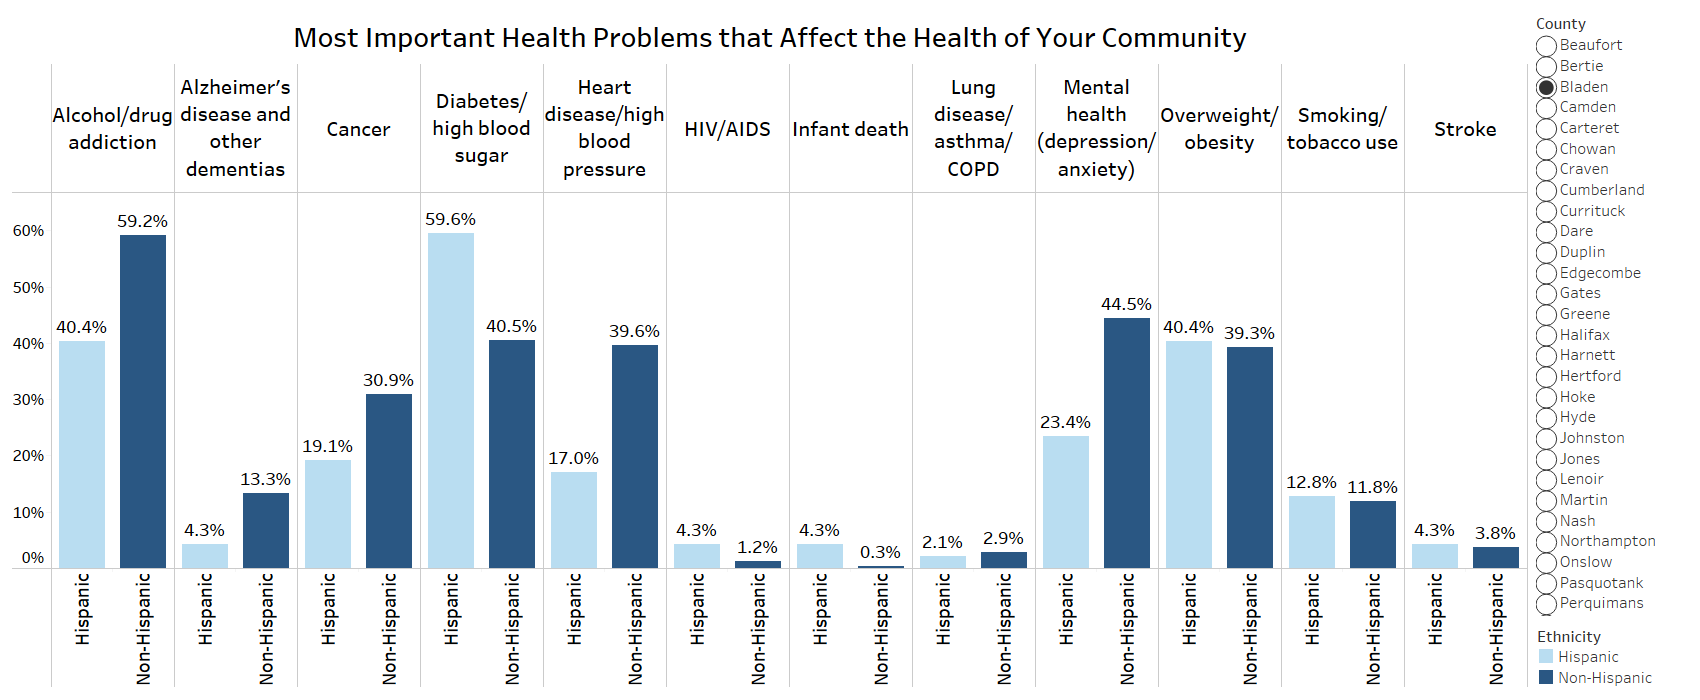 Most Important Health Problems that Affect the Health of Your Community
Alcohol/drug
addiction
Alzheimer's
disease and
other
dementias
Cancer
Diabetes/
high blood
sugar
Heart
disease/high
blood
pressure
HIV/AIDS
Infant death
Lung
disease/
asthma/
COPD
Mental
health
(depression/
anxiety)
Overweight/
obesity
Smoking/
tobacco use
Stroke
60%
50%
40%
30%
20%
10%
0%
40.4%
59.2%
4.3%
13.3%
19.1%
30.9%
59.6%
40.5%
17.0%
39.6%
4.3%
1.2%
4.3%
0.3%
2.1%
2.9%
23.4%
44.5%
40.4%
39.3%
12.8%
11.8%
4.3%
3.8%
Hispanic
Non-Hispanic
Hispanic
Non-Hispanic
Hispanic
Non-Hispanic
Hispanic
Non-Hispanic
Hispanic
Non-Hispanic
Hispanic
Non-Hispanic
Hispanic
Non-Hispanic
Hispanic
Non-Hispanic
Hispanic
Non-Hispanic
Hispanic
Non-Hispanic
Hispanic
Non-Hispanic
Hispanic
Non-Hispanic
County
Beaufort
Bertie
Bladen
Camden
Carteret
Chowan
Craven
Cumberland
Currituck
Dare
Duplin
Edgecombe
Gates
Greene
Halifax
Harnett
Hertford
Hoke
Hyde
Johnston
Jones
Lenoir
Martin
Nash
Northampton
Onslow
Pasquotank
Perquimans
Ethnicity
Hispanic
Non-Hispanic